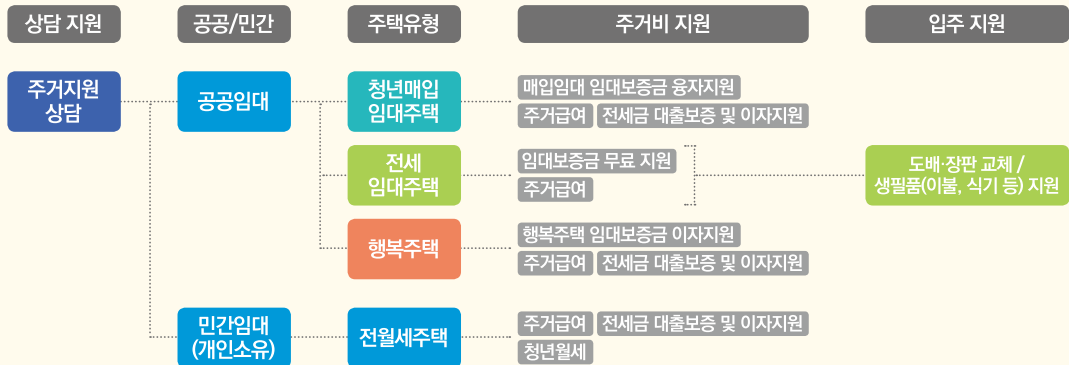 상담 지원
공공/민간
주택유형
주거비 지원
입주 지원
주거지원
상담
공공임대
청년매입
임대주택
매입임대 임대보증금 융자지원
주거급여 전세금 대출보증 및 이자지원
전세
임대주택
임대보증금 무료 지원
주거급여
도배·장판 교체 /
생필품(이불, 식기 등) 지원
행복주택
행복주택 임대보증금 이자지원
주거급여 전세금 대출보증 및 이자지원
민간임대
(개인소유)
전월세주택
주거급여 전세금 대출보증 및 이자지원
청년월세